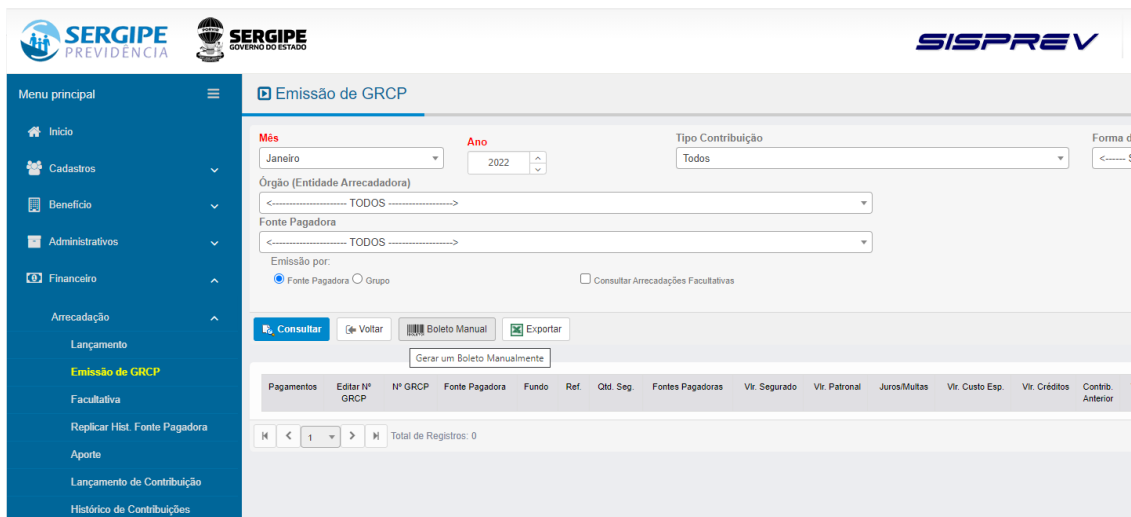 SERGIPE
PREVIDÊNCIA
SERGIPE
GOVERNO DO ESTADO
SISPREV
Menu principal
Inicio
Cadastros
Benefício
Administrativos
Financeiro
Arrecadação
Lançamento
Emissão de GRCP
Facultativa
Replicar Hist. Fonte Pagadora
Aporte
Lançamento de Contribuição
Histórico de Contribuições
Emissão de GRCP
Mês Ano Tipo Contribuição Forma d
Janeiro 2022 Todos <------ S
Órgão (Entidade Arrecadadora)
<---------------------- TODOS ------------------->
Fonte Pagadora
<---------------------- TODOS ------------------->
Emissão por:
Fonte Pagadora Grupo Consultar Arrecadações Facultativas
Consultar Voltar Boleto Manual Exportar
Gerar um Boleto Manualmente
Pagamentos Editar Nº GRCP Nº GRCP Fonte Pagadora Fundo Ref. Qtd. Seg. Fontes Pagadoras Vlr. Segurado Vlr. Patronal Juros/Multas Vlr. Custo Esp. Vlr. Créditos Contrib. Anterior
1 Total de Registros: 0